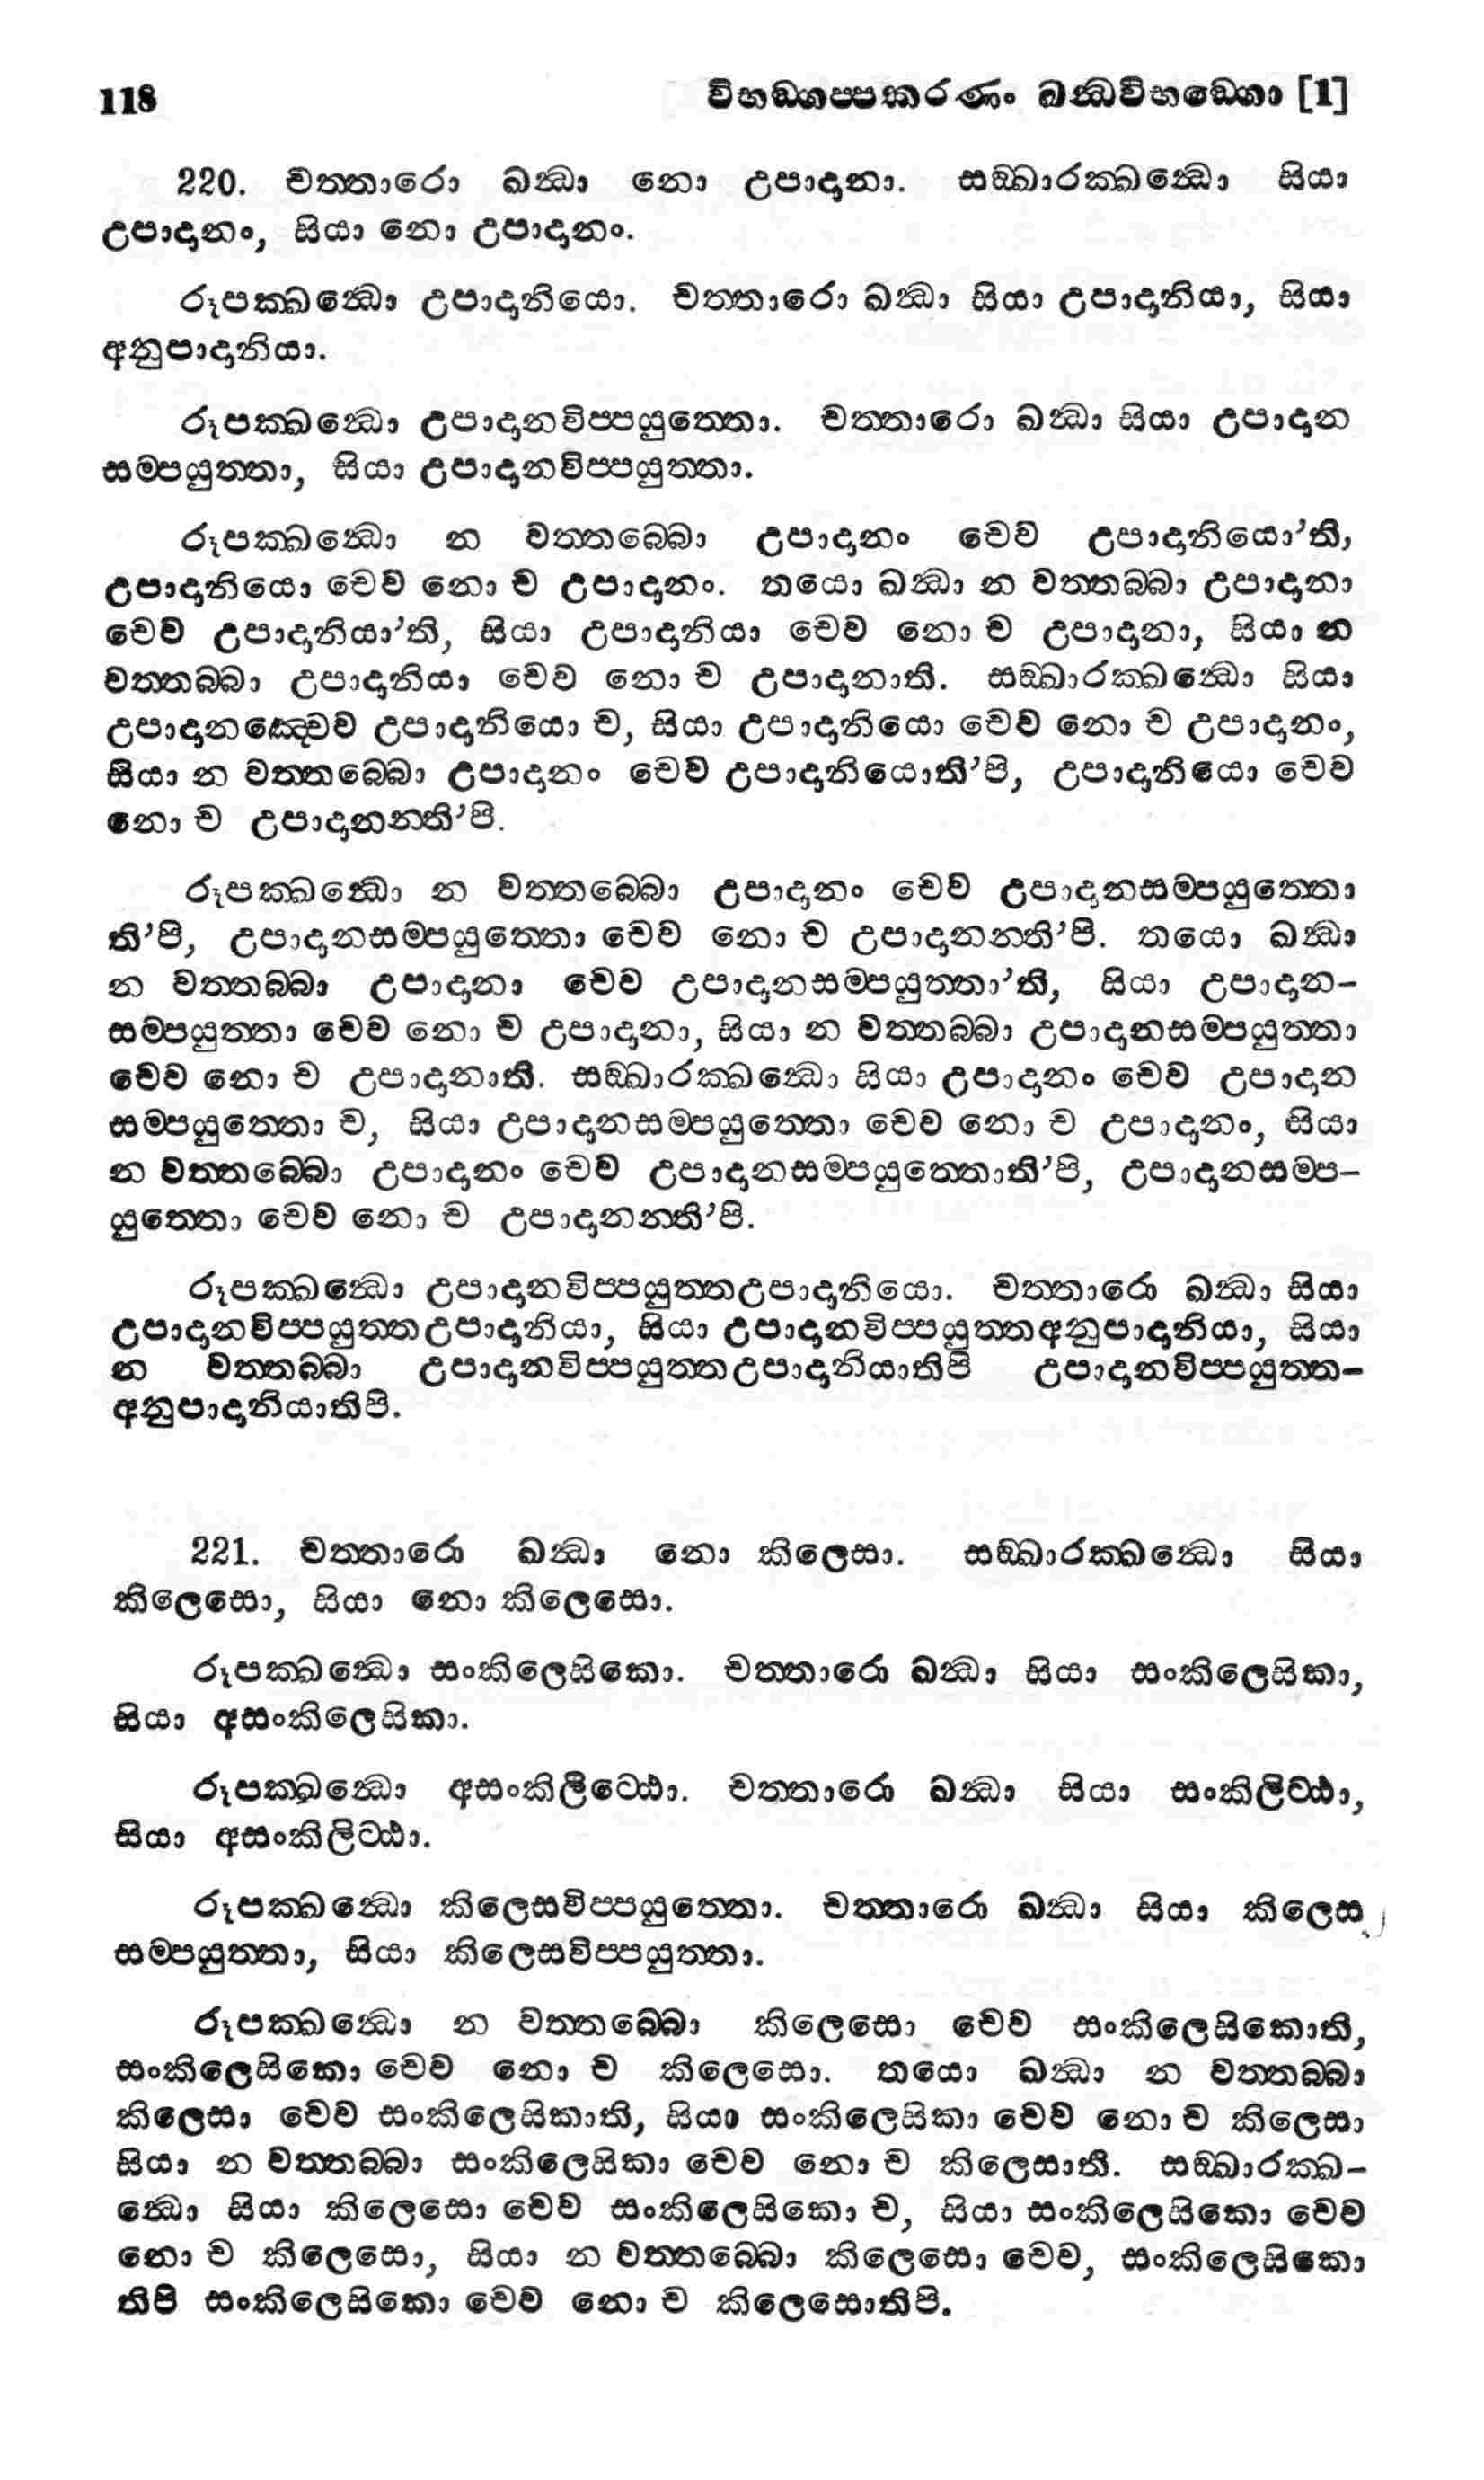 118 විභඞ්ගප්පකරණං ඛන්ධවිභඞ්ගො [1]
220. චත්තාරො ඛන්ධා නො උපාදානා. සඞ්ඛාරක්ඛන්ධො සියා
උපාදානං, සියා නො උපාදානං.
රූපක්ඛන්ධො උපාදානියො. චත්තාරො ඛන්ධා සියා උපාදානියා, සියා
අනුපාදානියා.
රූපක්ඛන්ධො උපාදානවිප්පයුත්තො. චත්තාරො ඛන්ධා සියා උපාදාන
සම්පයුත්තා, සියා උපාදානවිප්පයුත්තා.
රූපක්ඛන්ධො න වත්තබ්බො උපාදානං චෙව උපාදානියො’ති,
උපාදානියො චෙව නො ච උපාදානං. තයො ඛන්ධා න වත්තබ්බා උපාදානා
චෙව උපාදානියා’ති, සියා උපාදානියා චෙව නො ච උපාදානා, සියා න
වත්තබ්බා උපාදානියා චෙව නො ච උපාදානාති. සඞ්ඛාරක්ඛන්ධො සියා
උපාදානඤ්චෙව උපාදානියො ච, සියා උපාදානියො චෙව නො ච උපාදානං,
සියා න වත්තබ්බො උපාදානං චෙව උපාදානියොති’පි, උපාදානියො චෙව
නො ච උපාදානන්ති’පි.
රූපක්ඛන්ධො න වත්තබ්බො උපාදානං චෙව උපාදානසම්පයුත්තො
ති’පි, උපාදානසම්පයුත්තො චෙව නො ච උපාදානන්ති’පි. තයො ඛන්ධා
න වත්තබ්බා උපාදානා චෙව උපාදානසම්පයුත්තා’ති, සියා උපාදාන-
සම්පයුත්තා චෙව නො ච උපාදානා, සියා න වත්තබ්බා උපාදානසම්පයුත්තා
චෙව නො ච උපාදානාති. සඞ්ඛාරක්ඛන්ධො සියා උපාදානං චෙව උපාදාන
සම්පයුත්තො ච, සියා උපාදානසම්පයුත්තො චෙව නො ච උපාදානං, සියා
න වත්තබ්බො උපාදානං චෙව උපාදානසම්පයුත්තොති’පි, උපාදානසම්ප-
යුත්තො චෙව නො ච උපාදානන්ති’පි.
රූපක්ඛන්ධො උපාදානවිප්පයුත්තඋපාදානියො. චත්තාරො ඛන්ධා සියා
උපාදානවිප්පයුත්තඋපාදානියා, සියා උපාදානවිප්පයුත්තඅනුපාදානියා, සියා
න වත්තබ්බා උපාදානවිප්පයුත්තඋපාදානියාතිපි උපාදානවිප්පයුත්ත-
අනුපාදානියාතිපි.
221. චත්තාරො ඛන්ධා නො කිලෙසා. සඞ්ඛාරක්ඛන්ධො සියා
කිලෙසො, සියා නො කිලෙසො.
රූපක්ඛන්ධො සංකිලෙසිකො. චත්තාරො ඛන්ධා සියා සංකිලෙසිකා,
සියා අසංකිලෙසිකා.
රූපක්ඛන්ධො අසංකිලිට්ඨො. චත්තාරො ඛන්ධා සියා සංකිලිට්ඨා,
සියා අසංකිලිට්ඨා.
රූපක්ඛන්ධො කිලෙසවිප්පයුත්තො. චත්තාරො ඛන්ධා සියා කිලෙස
සම්පයුත්තා, සියා කිලෙසවිප්පයුත්තා.
රූපක්ඛන්ධො න වත්තබ්බො කිලෙසො චෙව සංකිලෙසිකොති,
සංකිලෙසිකො චෙව නො ච කිලෙසො. තයො ඛන්ධා න වත්තබ්බා
කිලෙසා චෙව සංකිලෙසිකාති, සියා සංකිලෙසිකා චෙව නො ච කිලෙසා
සියා න වත්තබ්බා සංකිලෙසිකා චෙව නො ච කිලෙසාති. සඞ්ඛාරක්ඛ-
න්ධො සියා කිලෙසො චෙව සංකිලෙසිකො ච, සියා සංකිලෙසිකො චෙව
නො ච කිලෙසො, සියා න වත්තබ්බො කිලෙසො චෙව, සංකිලෙසිකො
තිපි සංකිලෙසිකො චෙව නො ච කිලෙසොතිපි.